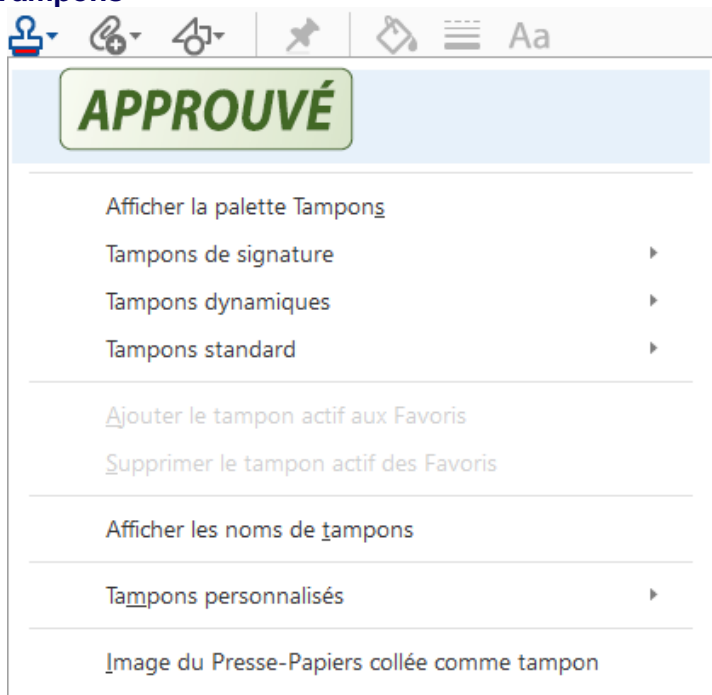 Tampons
Aa
APPROUVÉ
Afficher la palette Tampons
Tampons de signature
Tampons dynamiques
Tampons standard
Ajouter le tampon actif aux Favoris
Supprimer le tampon actif des Favoris
Afficher les noms de tampons
Tampons personnalisés
Image du Presse-Papiers collée comme tampon